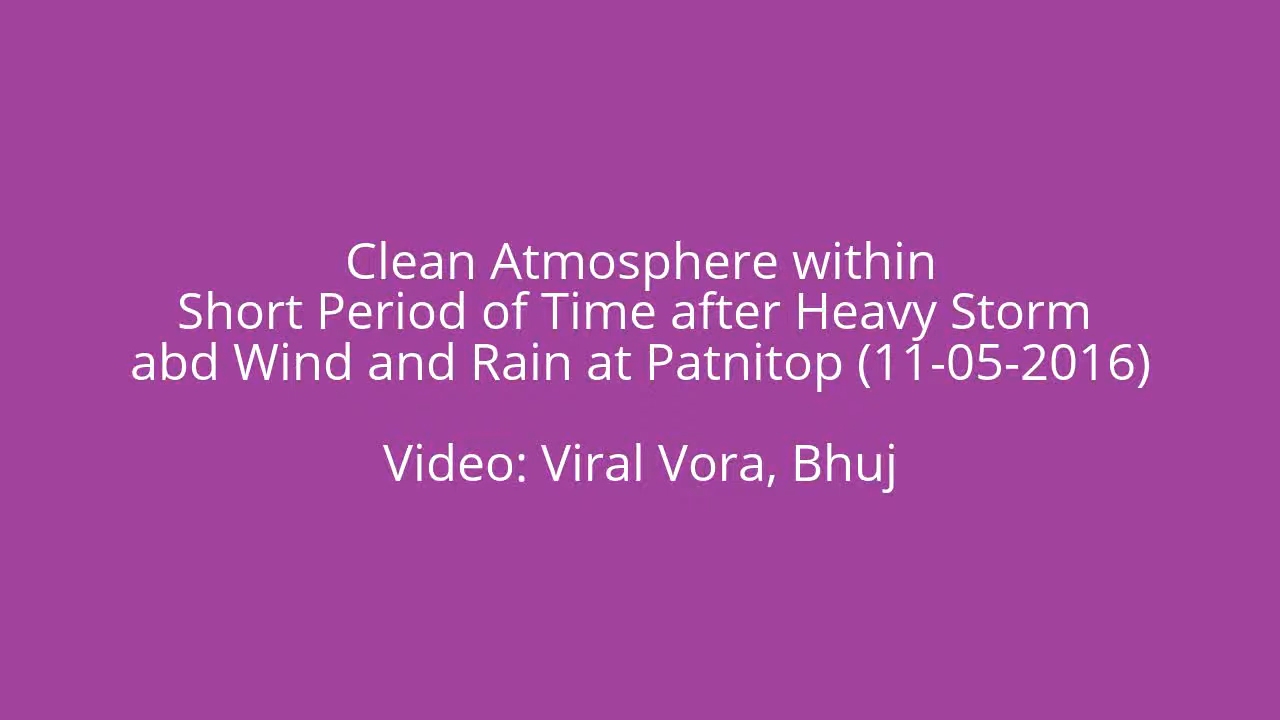 Clean Atmosphere within
Short Period of Time after Heavy Storm
abd Wind and Rain at Patnitop (11-05-2016)
Video: Viral Vora, Bhuj